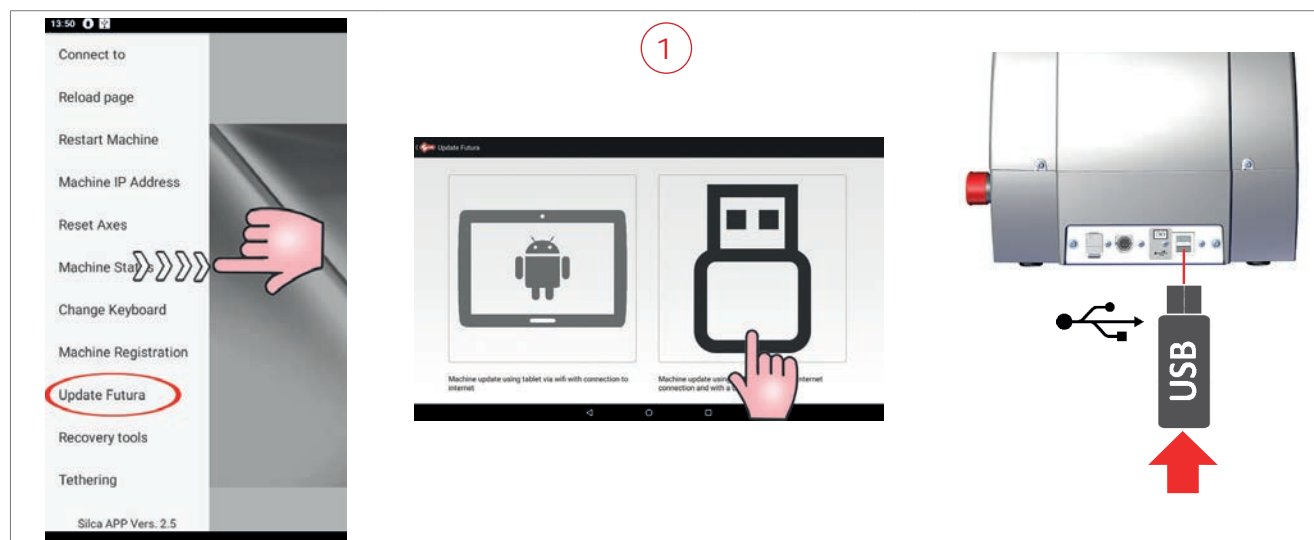 13:50
Connect to
Reload page
Restart Machine
Machine IP Address
Reset Axes
Machine Stat s
Change Keyboard
Machine Registration
Update Futura
Recovery tools
Tethering
Silca APP Vers. 2.5
1
Update Futura
Machine update using tablet via wifi with connection to
internet
Machine update using internet
connection and with a
USB